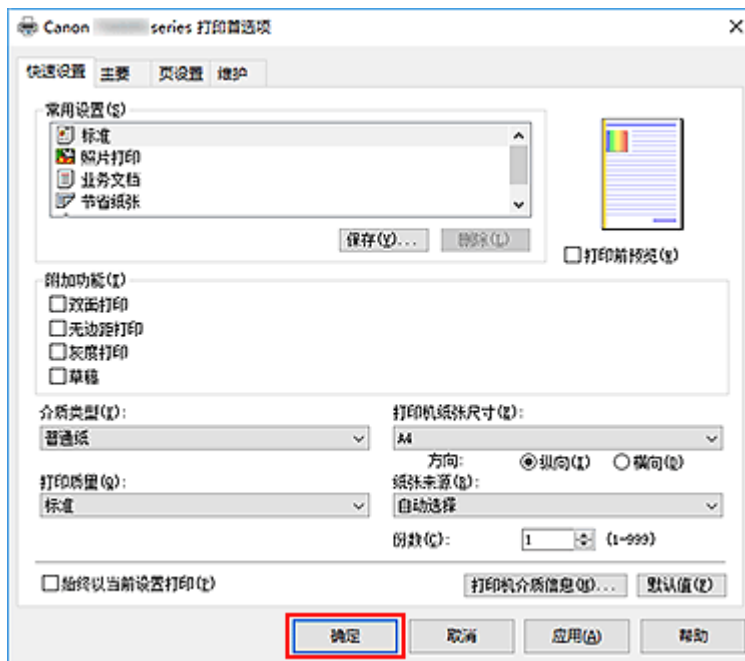 Canon series 打印首选项
快速设置 主要 页设置 维护
常用设置(S)
标准
照片打印
业务文档
节省纸张
保存(V)... 删除(L)
打印前预览(W)
附加功能(T)
双面打印
无边距打印
灰度打印
草稿
介质类型(Y): 打印机纸张尺寸(Z):
普通纸 A4
方向: 纵向(I) 横向(D)
打印质量(Q): 纸张来源(R):
标准 自动选择
份数(C): 1 (1-999)
始终以当前设置打印(P)
打印机介质信息(M)... 默认值(F)
确定 取消 应用(A) 帮助